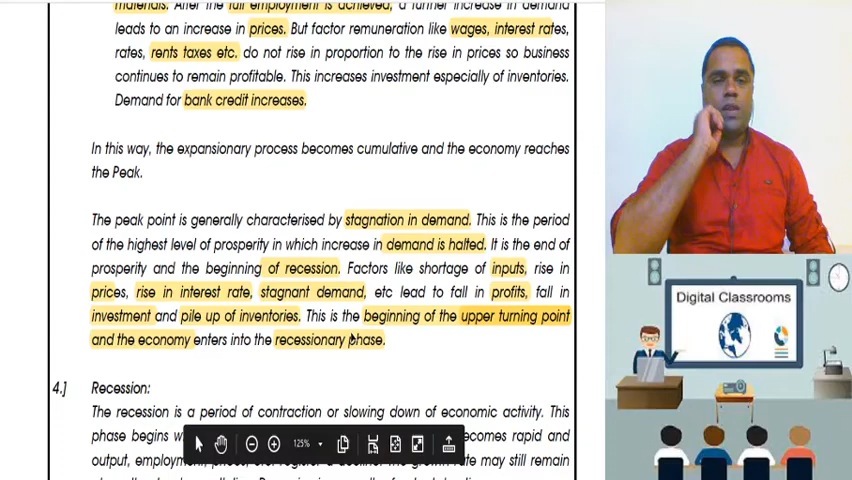 materials. After the full employment is achieved, a further increase in demand
leads to an increase in prices. But factor remuneration like wages, interest rates,
rates, rents taxes etc. do not rise in proportion to the rise in prices so business
continues to remain profitable. This increases investment especially of inventories.
Demand for bank credit increases.
In this way, the expansionary process becomes cumulative and the economy reaches
the Peak.
The peak point is generally characterised by stagnation in demand. This is the period
of the highest level of prosperity in which increase in demand is halted. It is the end of
prosperity and the beginning of recession. Factors like shortage of inputs, rise in
prices, rise in interest rate, stagnant demand, etc lead to fall in profits, fall in
investment and pile up of inventories. This is the beginning of the upper turning point
and the economy enters into the recessionary phase.
4.] Recession:
The recession is a period of contraction or slowing down of economic activity. This
phase begins ecomes rapid and
output, employ may still remain
125%
Digital Classrooms